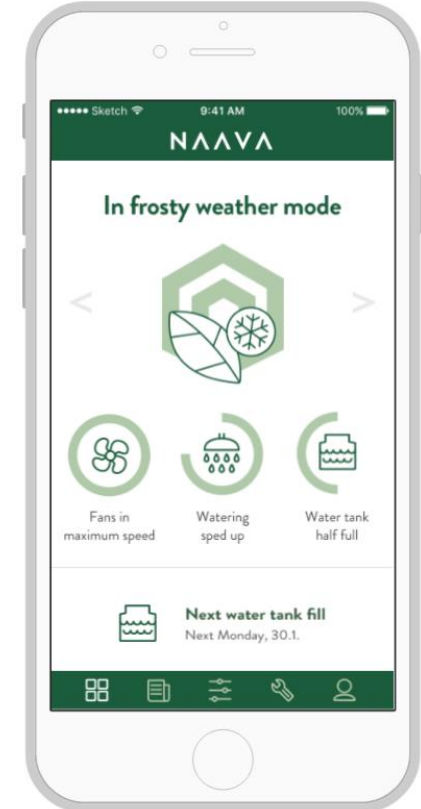 Sketch 9:41 AM 100%
NAAVA
In frosty weather mode
< >
Fans in Watering Water tank
maximum speed sped up half full
Next water tank fill
Next Monday, 30.1.